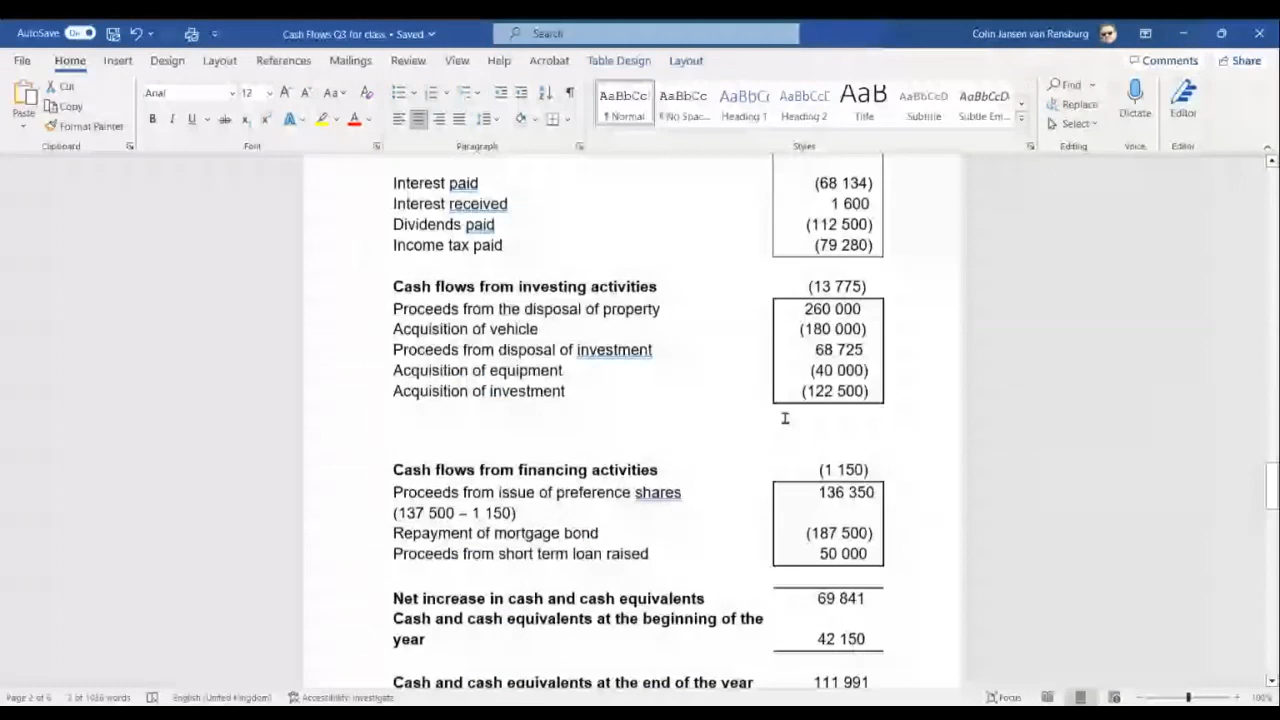 AutoSave On Cash Flows Q3 for class. • Saved Search Colin Jansen van Rensburg
File Home Insert Design Layout References Mailings Review View Help Acrobat Table Design Layout Comments Share
Paste Cut Copy Format Painter Clipboard
Arial 12 Font
Paragraph
AaBbCc ¶ Normal AaBbCc ¶ No Spac... AaBbCc Heading 1 AaBbCcE Heading 2 AaB Title AaBbCcD Subtitle AaBbCcDt Subtle Em... Styles
Find Replace Select Editing
Dictate Voice
Editor Editor
Interest paid (68 134)
Interest received 1 600
Dividends paid (112 500)
Income tax paid (79 280)
Cash flows from investing activities (13 775)
Proceeds from the disposal of property 260 000
Acquisition of vehicle (180 000)
Proceeds from disposal of investment 68 725
Acquisition of equipment (40 000)
Acquisition of investment (122 500)
Cash flows from financing activities (1 150)
Proceeds from issue of preference shares 136 350
(137 500 – 1 150)
Repayment of mortgage bond (187 500)
Proceeds from short term loan raised 50 000
Net increase in cash and cash equivalents 69 841
Cash and cash equivalents at the beginning of the
year 42 150
Cash and cash equivalents at the end of the year 111 991
Page 2 of 6 English (United Kingdom) Accessibility: Investigate Focus 100%